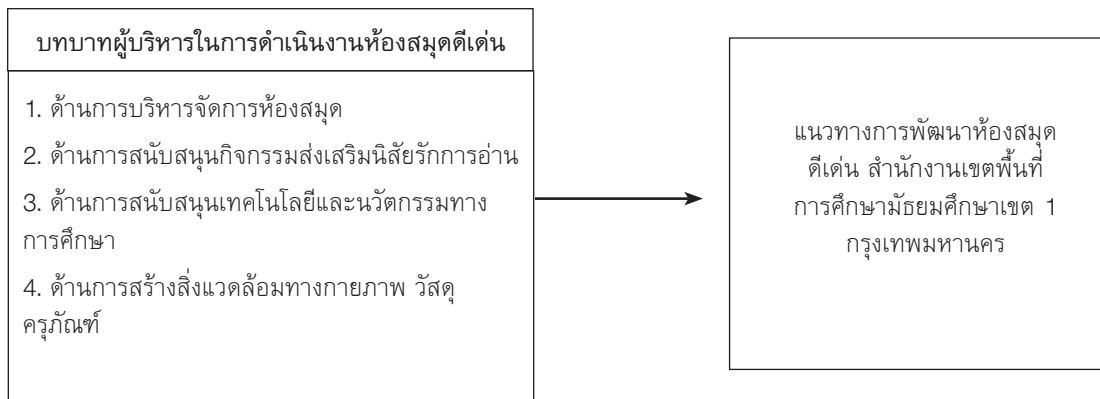 บทบาทผู้บริหารในการดำเนินงานห้องสมุดดีเด่น
1. ด้านการบริหารจัดการห้องสมุด
2. ด้านการสนับสนุนกิจกรรมส่งเสริมนิสัยรักการอ่าน
3. ด้านการสนับสนุนเทคโนโลยีและนวัตกรรมทาง
การศึกษา
4. ด้านการสร้างสิ่งแวดล้อมทางกายภาพ วัสดุ
ครุภัณฑ์
แนวทางการพัฒนาห้องสมุด
ดีเด่น สำนักงานเขตพื้นที่
การศึกษามัธยมศึกษาเขต 1
กรุงเทพมหานคร